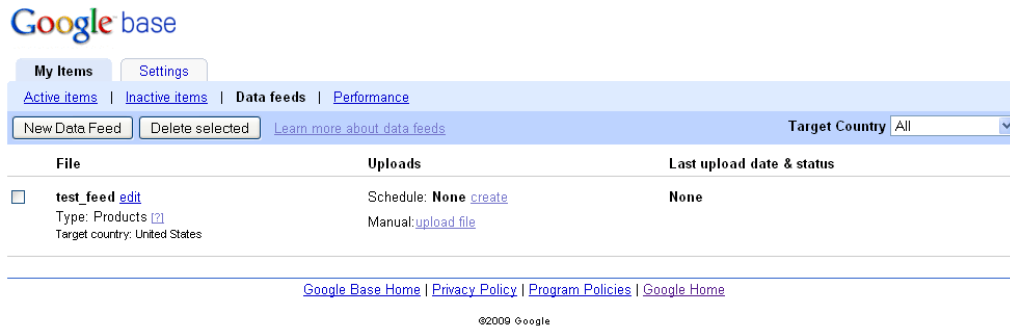 Google base
My Items Settings
Active items | Inactive items | Data feeds | Performance
New Data Feed Delete selected Learn more about data feeds Target Country All
File Uploads Last upload date & status
test_feed edit Schedule: None create None
Type: Products [?] Manual:upload file
Target country: United States
Google Base Home | Privacy Policy | Program Policies | Google Home
©2009 Google